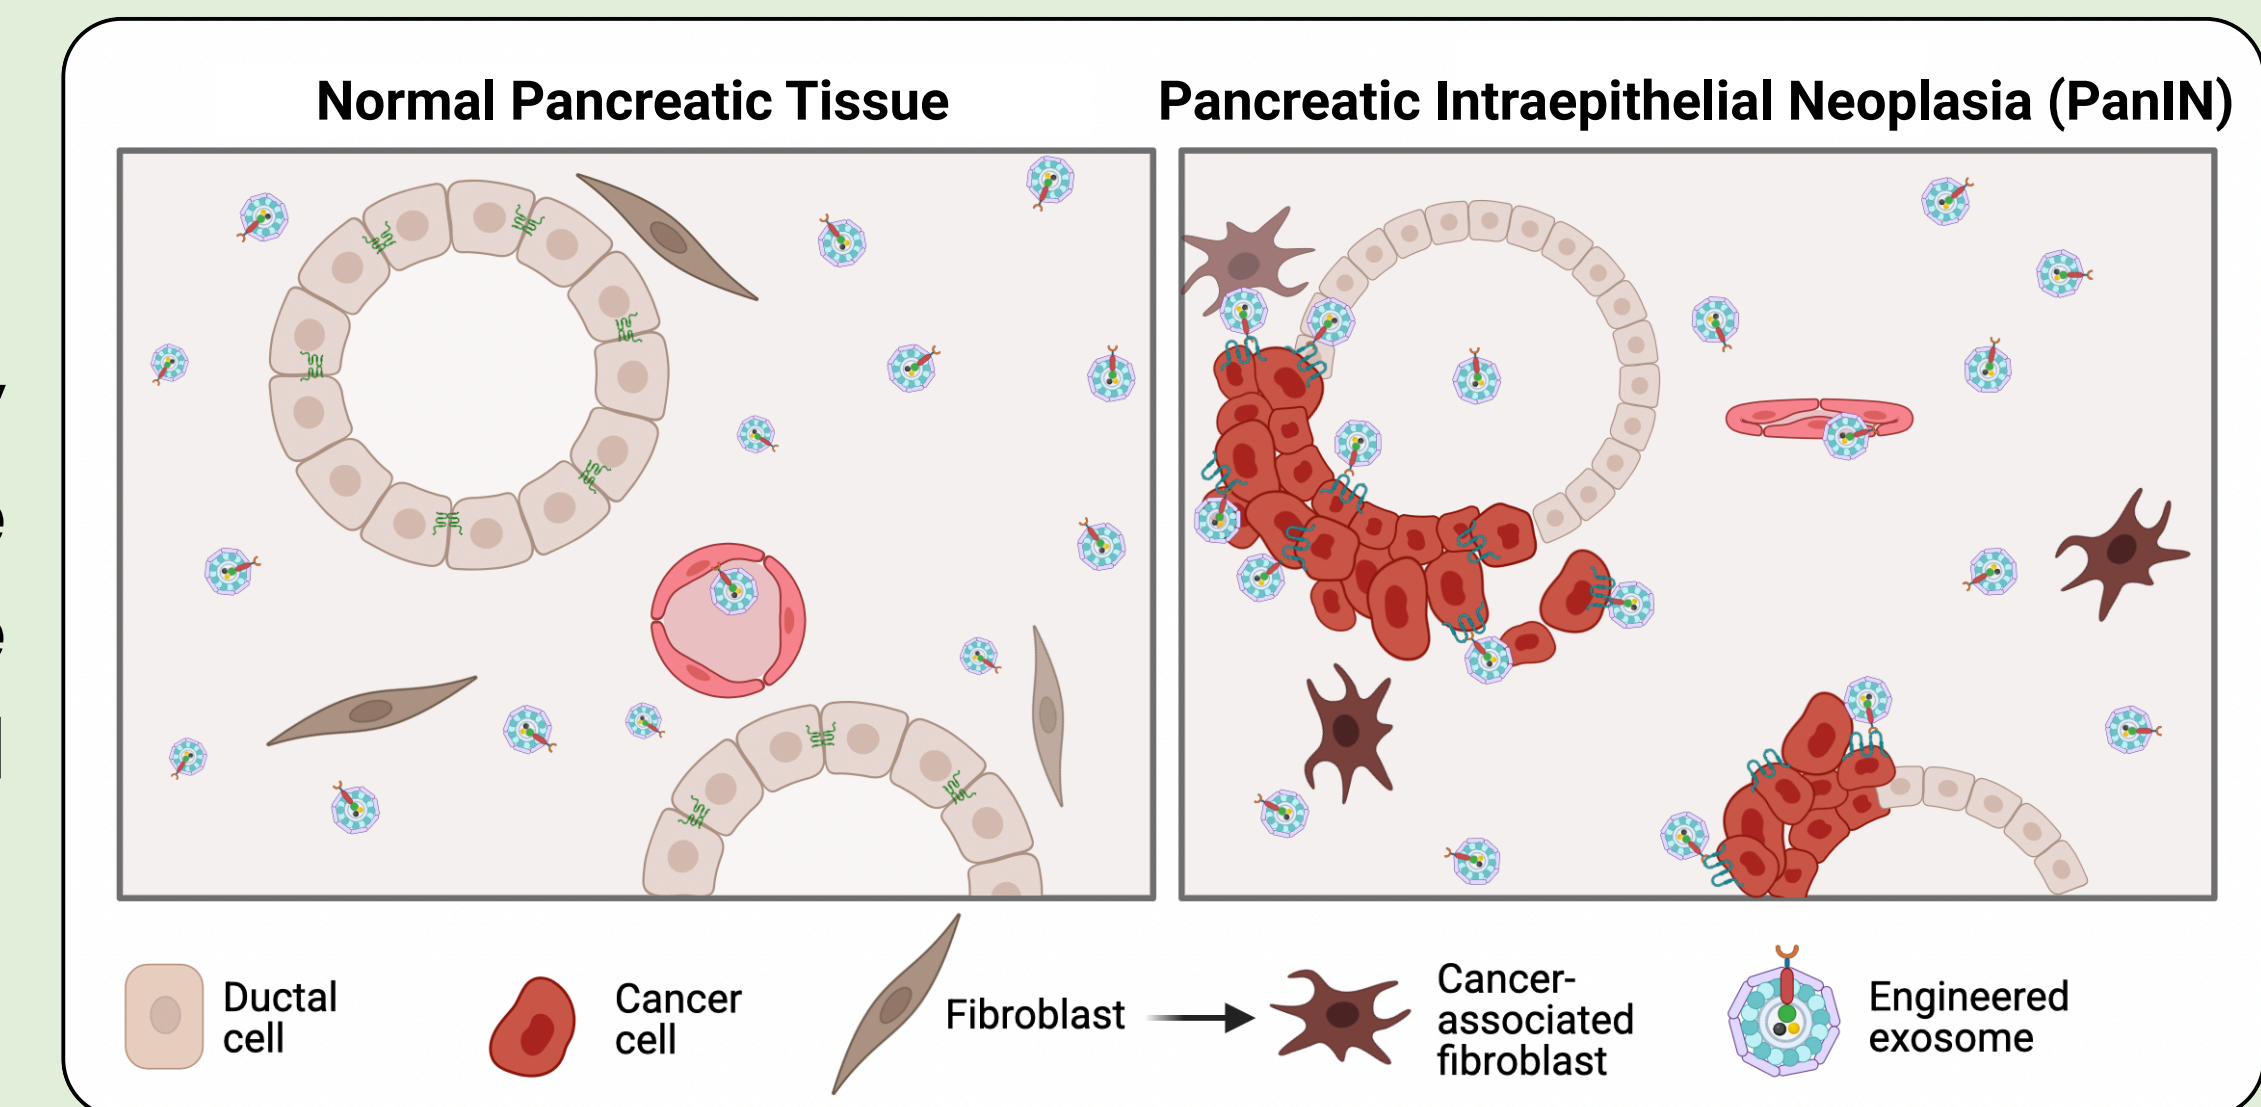 Normal Pancreatic Tissue
Pancreatic Intraepithelial Neoplasia (PanIN)
Ductal
cell
Cancer
cell
Fibroblast
Cancer-
associated
fibroblast
Engineered
exosome